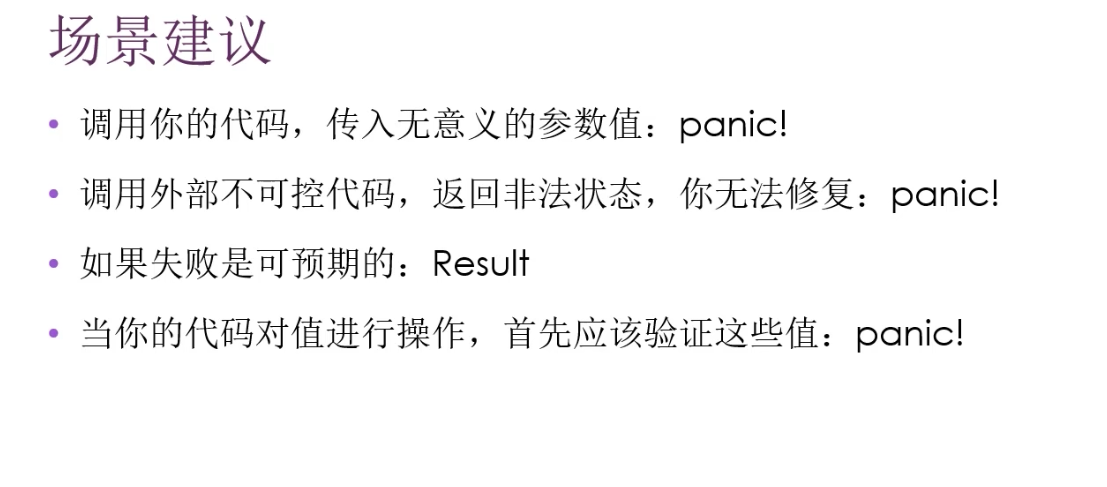 场景建议
• 调用你的代码，传入无意义的参数值：panic!
• 调用外部不可控代码，返回非法状态，你无法修复：panic!
• 如果失败是可预期的：Result
• 当你的代码对值进行操作，首先应该验证这些值：panic!